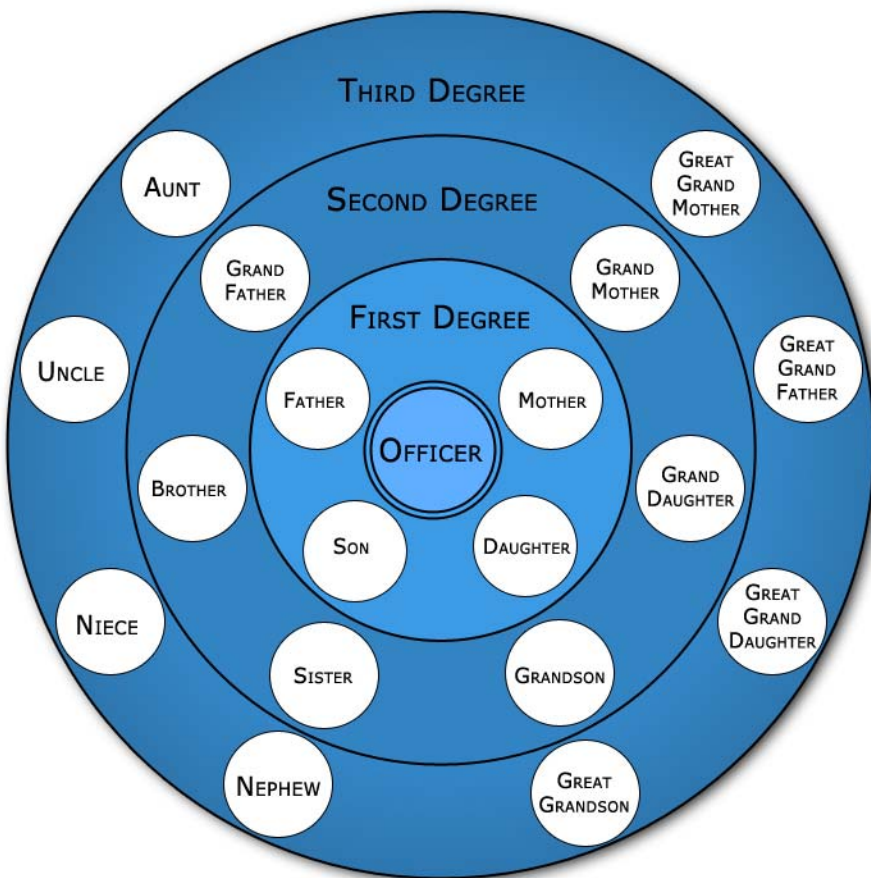 Third Degree
Aunt
Great
Grand
Mother
Second Degree
Grand
Father
Grand
Mother
First Degree
Uncle
Great
Grand
Father
Father
Mother
Officer
Brother
Grand
Daughter
Son
Daughter
Niece
Great
Grand
Daughter
Sister
Grandson
Nephew
Great
Grandson